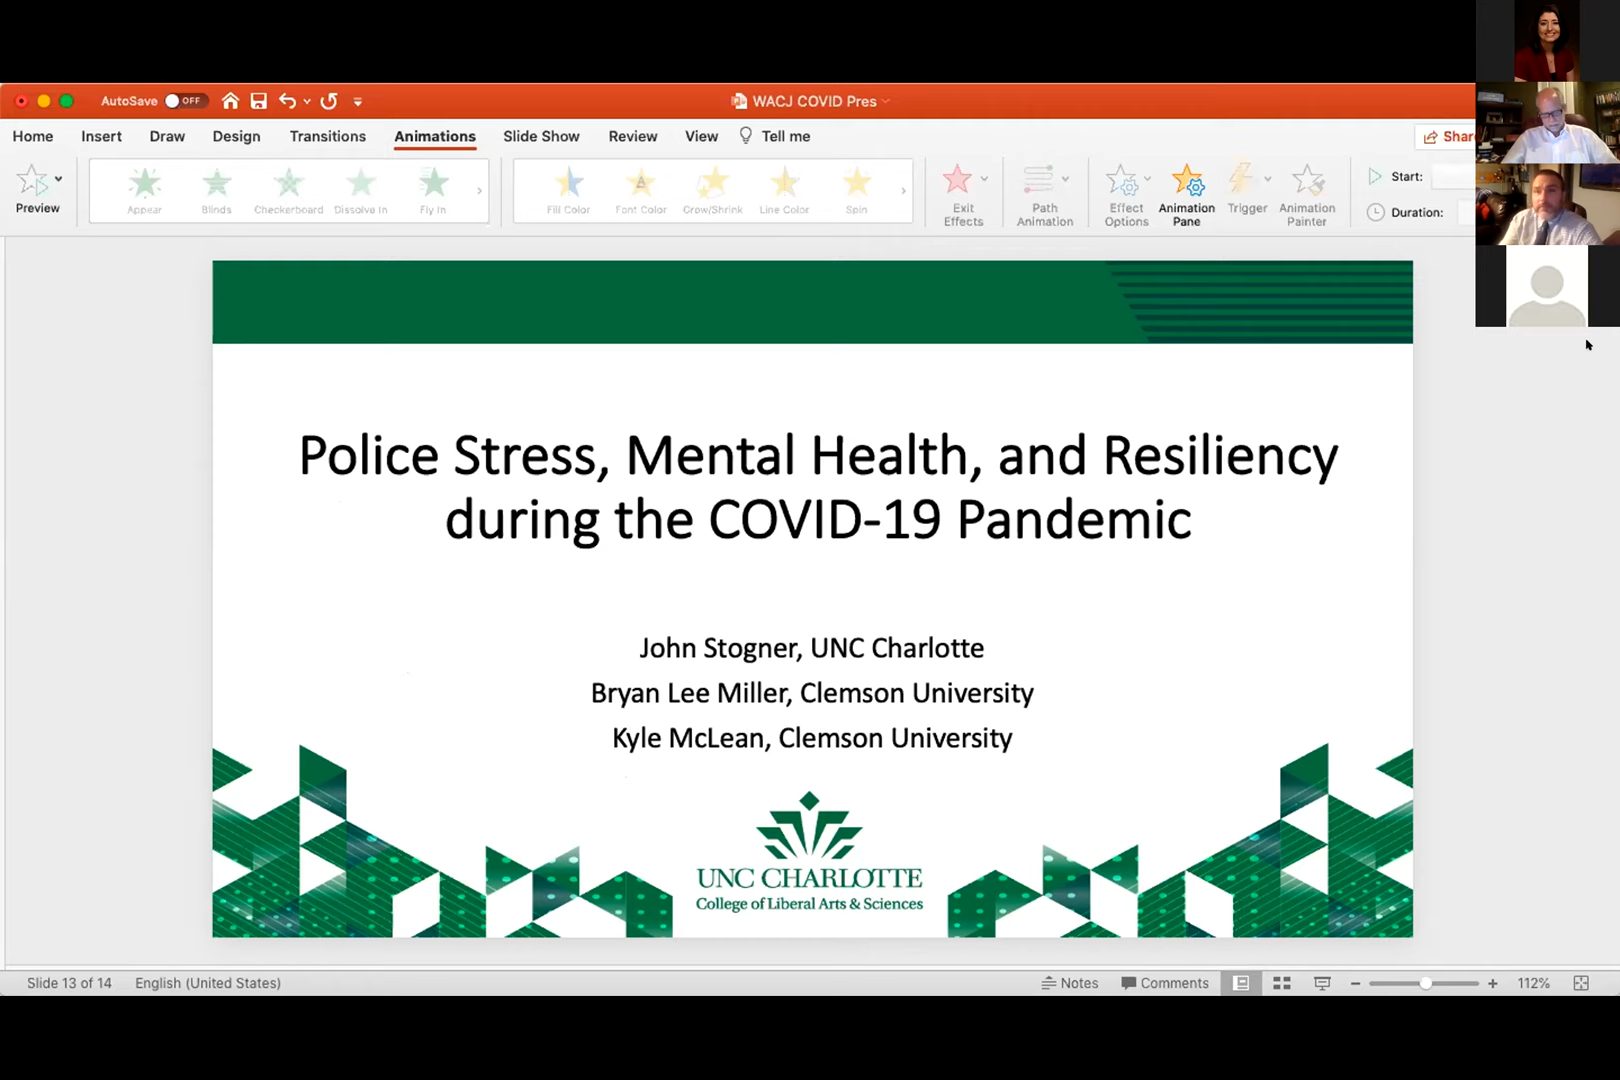 AutoSave OFF
WACJ COVID Pres
Home Insert Draw Design Transitions Animations Slide Show Review View Tell me
Share
Preview
Appear Blinds Checkerboard Dissolve In Fly In
Fill Color Font Color Grow/Shrink Line Color Spin
Exit Effects
Path Animation
Effect Options
Animation Pane
Trigger
Animation Painter
Start:
Duration:
Police Stress, Mental Health, and Resiliency
during the COVID-19 Pandemic
John Stogner, UNC Charlotte
Bryan Lee Miller, Clemson University
Kyle McLean, Clemson University
UNC CHARLOTTE
College of Liberal Arts & Sciences
Slide 13 of 14 English (United States) Notes Comments 112%